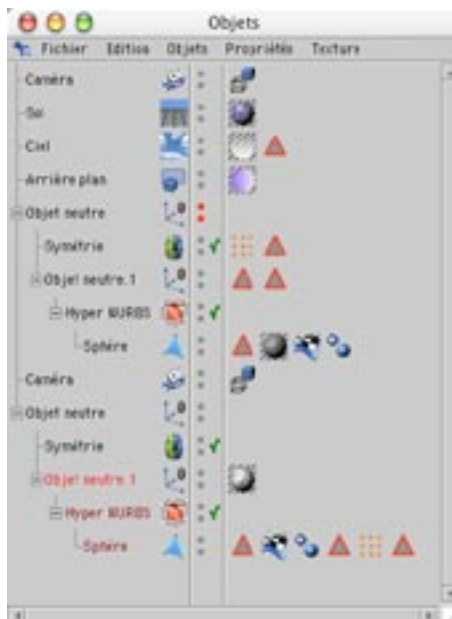 Objets
Fichier Edition Objets Propriétés Texture
Caméra
Sol
Ciel
Arrière plan
Objet neutre
Symétrie
Objet neutre.1
Hyper NURBS
Sphère
Caméra
Objet neutre
Symétrie
Objet neutre.1
Hyper NURBS
Sphère